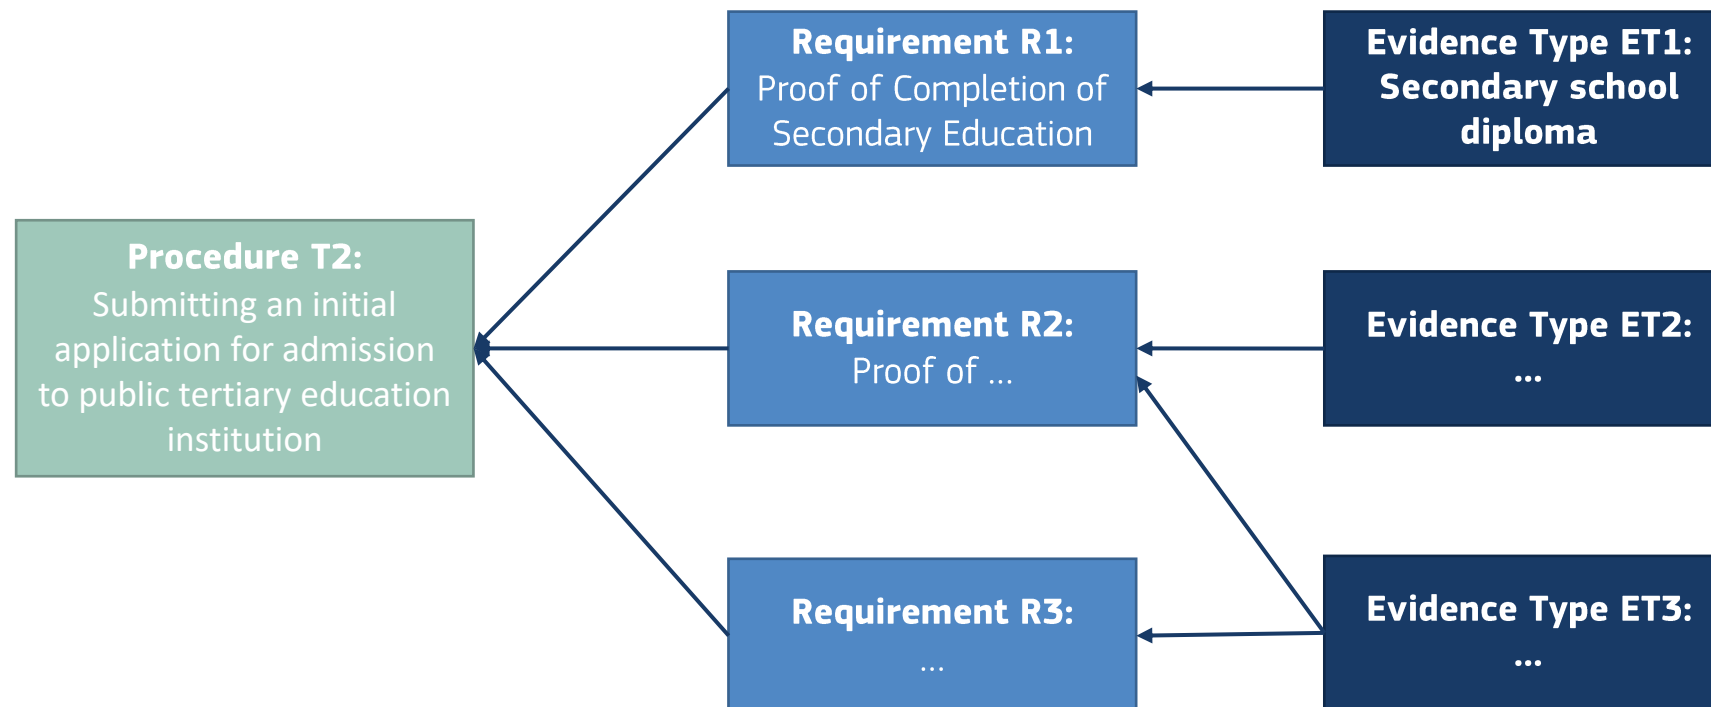 Requirement R1:
Proof of Completion of
Secondary Education
Evidence Type ET1:
Secondary school
diploma
Procedure T2:
Submitting an initial
application for admission
to public tertiary education
institution
Requirement R2:
Proof of ...
Evidence Type ET2:
...
Requirement R3:
...
Evidence Type ET3:
...